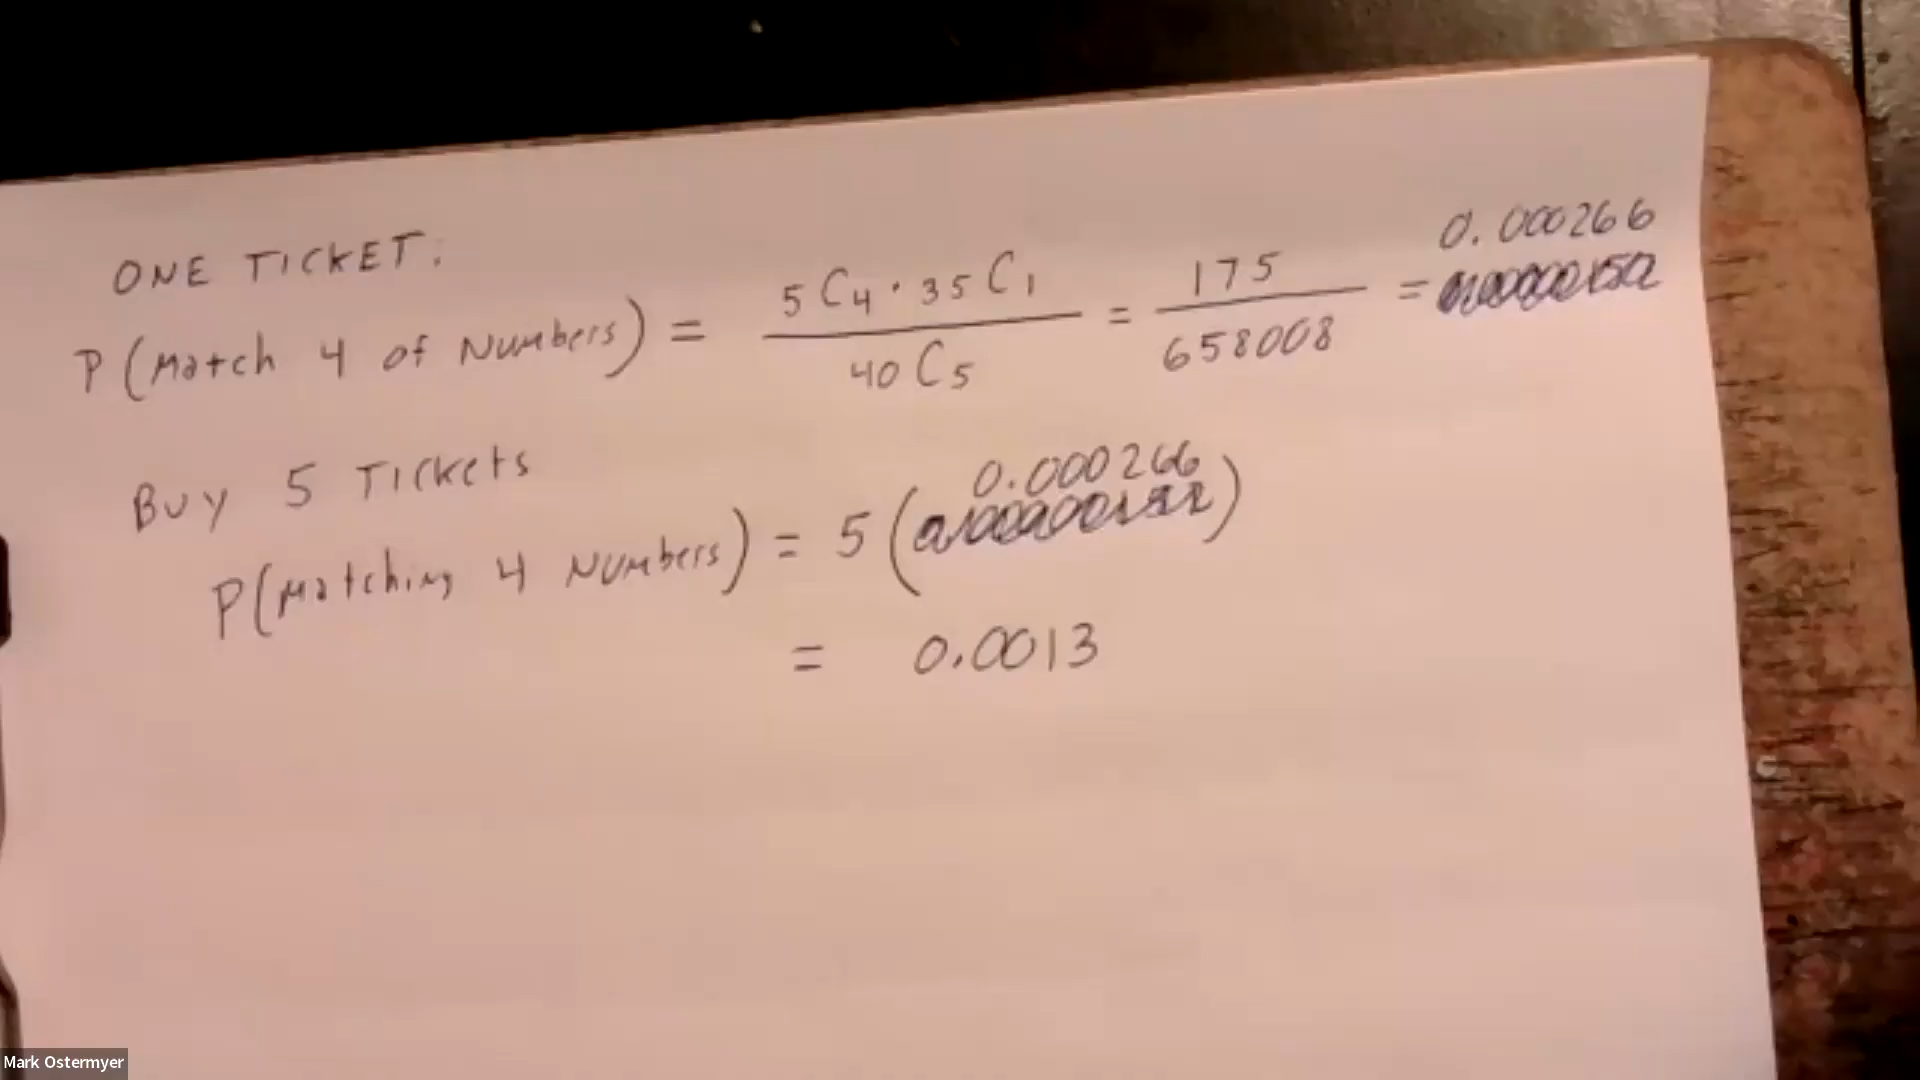 ONE TICKET:
P(Match 4 of Numbers) = 5C4 · 35C1 / 40C5 = 175 / 658008 = 0.000266
Buy 5 Tickets
P(Matching 4 Numbers) = 5(0.000266)
= 0.0013
Mark Ostermyer